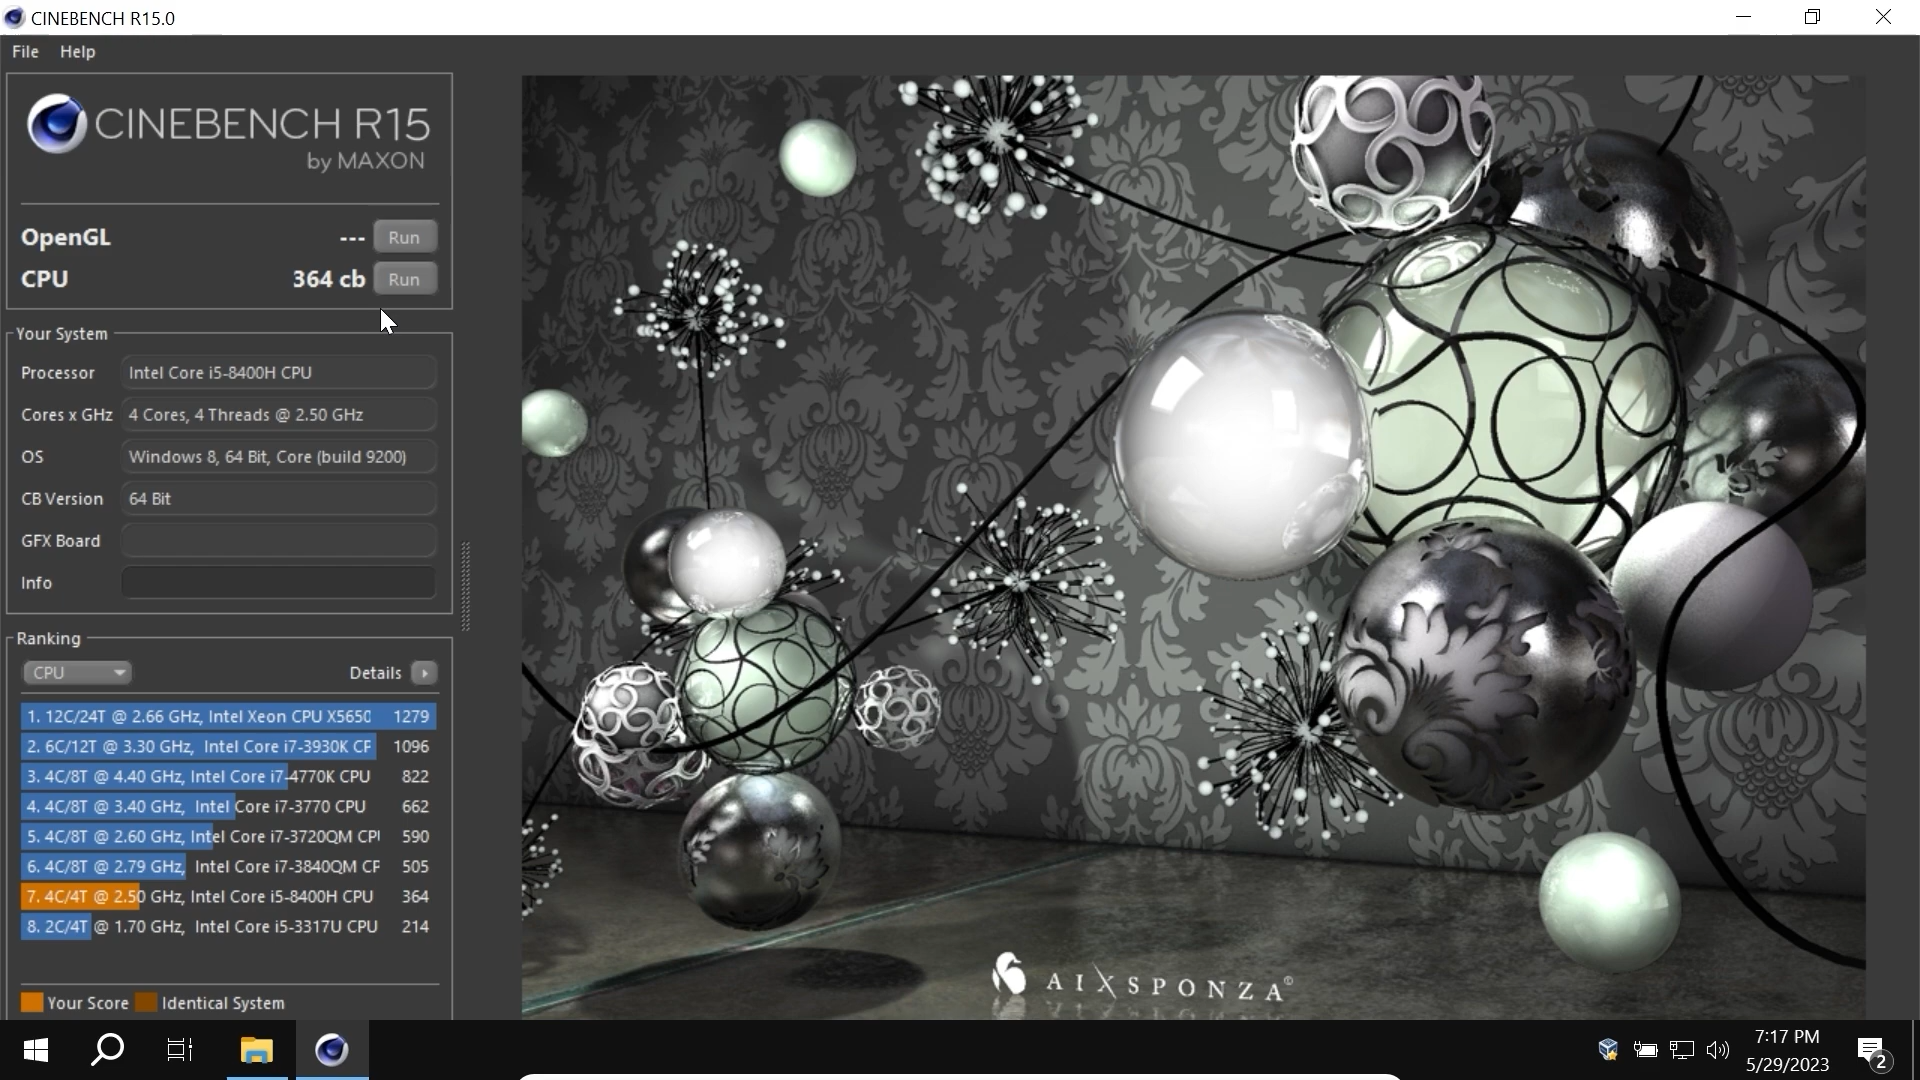 CINEBENCH R15.0
File Help
CINEBENCH R15
by MAXON
OpenGL --- Run
CPU 364 cb Run
Your System
Processor Intel Core i5-8400H CPU
Cores x GHz 4 Cores, 4 Threads @ 2.50 GHz
OS Windows 8, 64 Bit, Core (build 9200)
CB Version 64 Bit
GFX Board
Info
Ranking
CPU Details
1. 12C/24T @ 2.66 GHz, Intel Xeon CPU X5650 1279
2. 6C/12T @ 3.30 GHz, Intel Core i7-3930K CP 1096
3. 4C/8T @ 4.40 GHz, Intel Core i7-4770K CPU 822
4. 4C/8T @ 3.40 GHz, Intel Core i7-3770 CPU 662
5. 4C/8T @ 2.60 GHz, Intel Core i7-3720QM CPU 590
6. 4C/8T @ 2.79 GHz, Intel Core i7-3840QM CP 505
7. 4C/4T @ 2.50 GHz, Intel Core i5-8400H CPU 364
8. 2C/4T @ 1.70 GHz, Intel Core i5-3317U CPU 214
Your Score Identical System
AIXSPONZA©
7:17 PM
5/29/2023
2